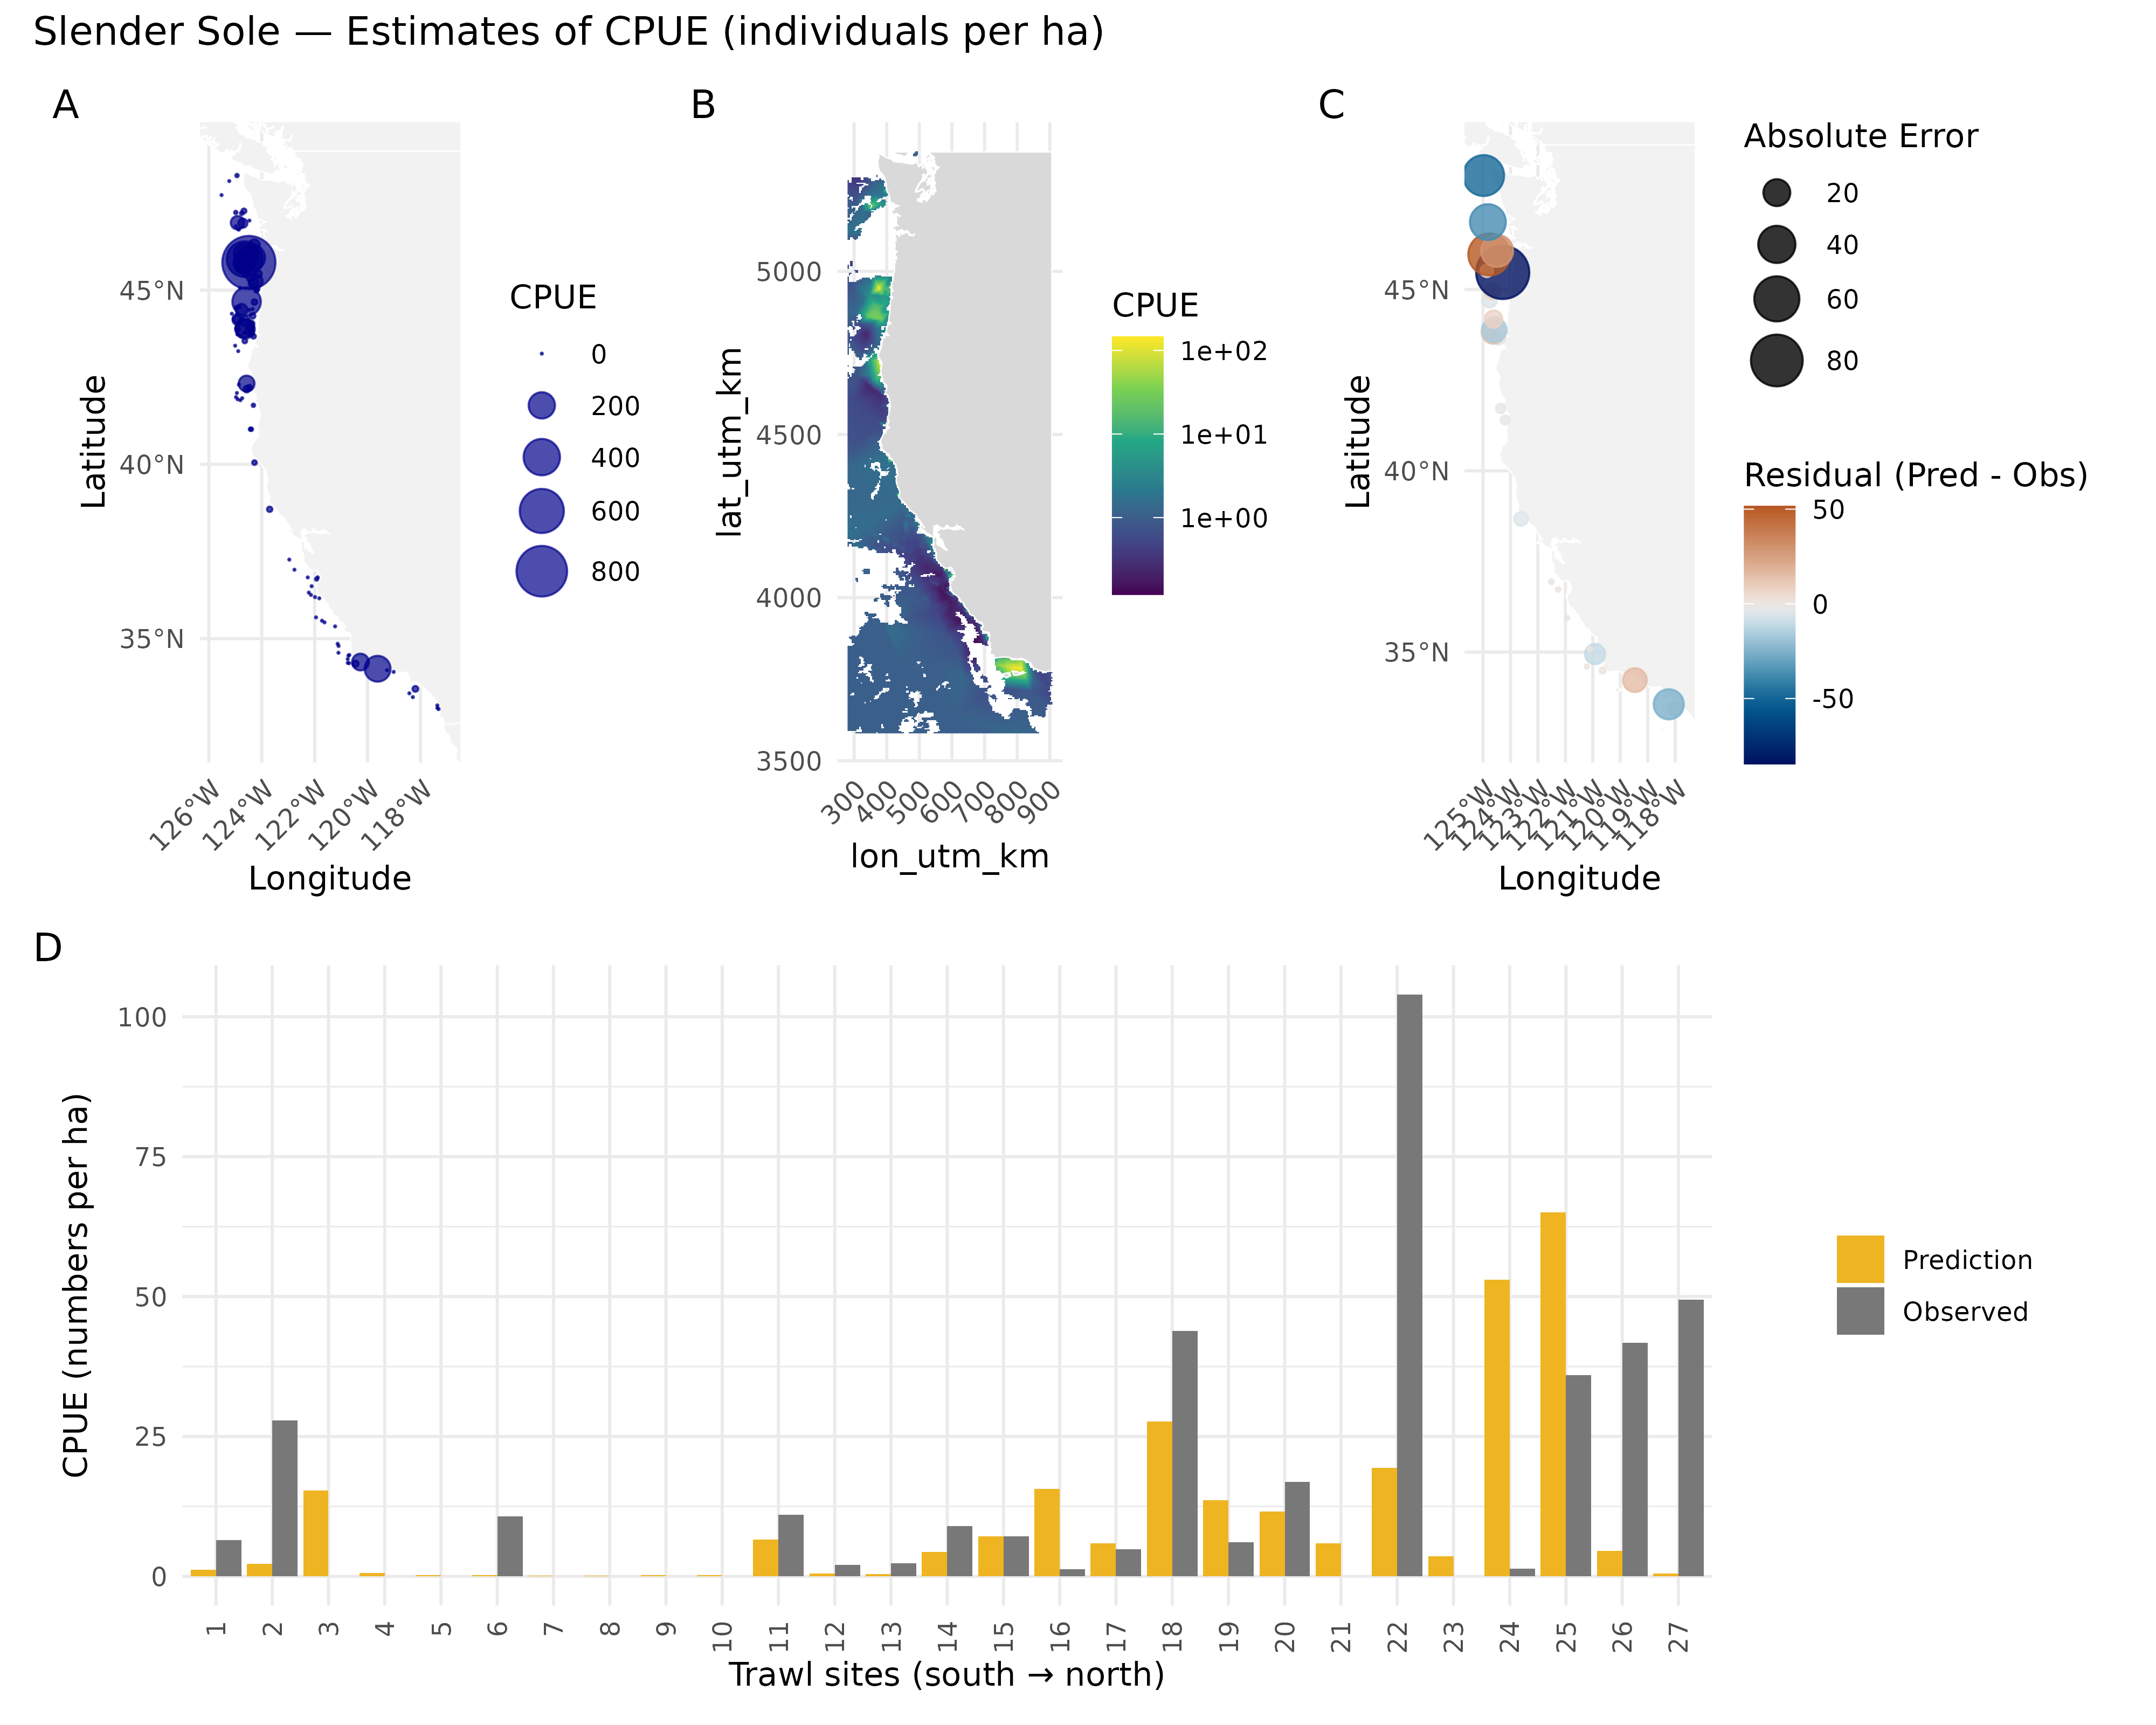 Slender Sole — Estimates of CPUE (individuals per ha)
A
Latitude
45°N
40°N
35°N
126°W
124°W
122°W
120°W
118°W
Longitude
CPUE
0
200
400
600
800
B
lat_utm_km
5000
4500
4000
3500
300
400
500
600
700
800
900
lon_utm_km
CPUE
1e+02
1e+01
1e+00
C
Latitude
45°N
40°N
35°N
125°W
124°W
123°W
122°W
121°W
120°W
119°W
118°W
Longitude
Absolute Error
20
40
60
80
Residual (Pred - Obs)
50
0
-50
D
CPUE (numbers per ha)
100
75
50
25
0
1
2
3
4
5
6
7
8
9
10
11
12
13
14
15
16
17
18
19
20
21
22
23
24
25
26
27
Trawl sites (south → north)
Prediction
Observed